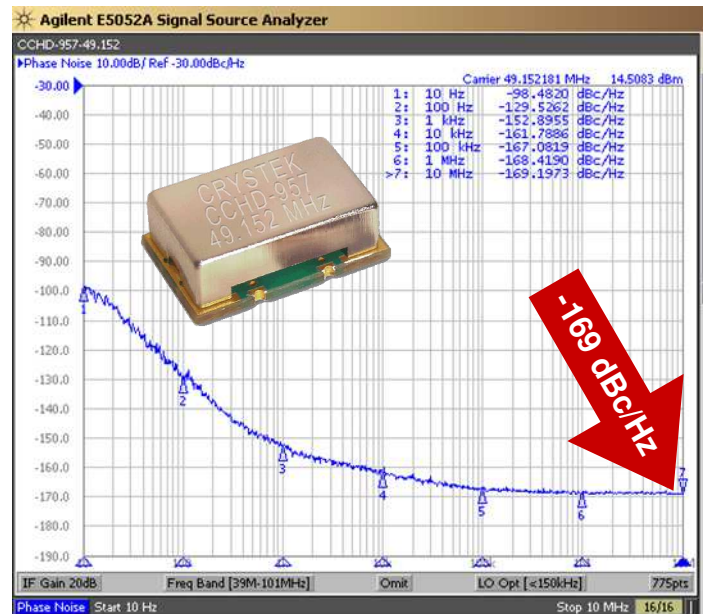 Agilent E5052A Signal Source Analyzer
CCHD-957-49.152
▶Phase Noise 10.00dB/ Ref -30.00dBc/Hz
Carrier 49.152181 MHz 14.5083 dBm
1: 10 Hz -98.4820 dBc/Hz
2: 100 Hz -129.5262 dBc/Hz
3: 1 kHz -152.8955 dBc/Hz
4: 10 kHz -161.7886 dBc/Hz
5: 100 kHz -167.0819 dBc/Hz
6: 1 MHz -168.4190 dBc/Hz
>7: 10 MHz -169.1973 dBc/Hz
-30.00
-40.00
-50.00
-60.00
-70.00
-80.00
-90.00
-100.0
-110.0
-120.0
-130.0
-140.0
-150.0
-160.0
-170.0
-180.0
-190.0
CRYSTEK
CCHD-957
49.152 MHz
-169 dBc/Hz
1
2
3
4
5
6
7
IF Gain 20dB Freq Band [39M-101MHz] Omit LO Opt [<150kHz] 775pts
Phase Noise Start 10 Hz Stop 10 MHz 16/16